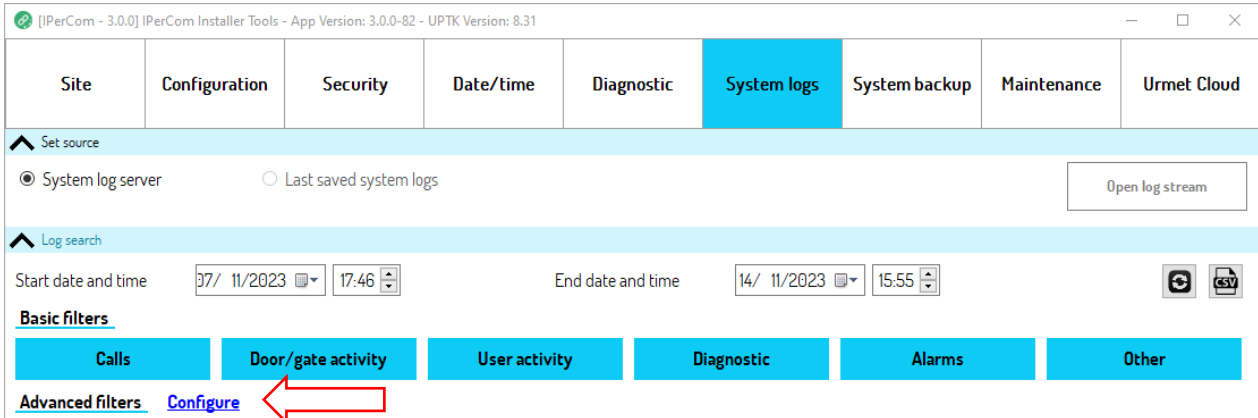 [IPerCom - 3.0.0] IPerCom Installer Tools - App Version: 3.0.0-82 - UPTK Version: 8.31
Site Configuration Security Date/time Diagnostic System logs System backup Maintenance Urmet Cloud
Set source
System log server Last saved system logs Open log stream
Log search
Start date and time 07/ 11/2023 17:46 End date and time 14/ 11/2023 15:55 CSV
Basic filters
Calls Door/gate activity User activity Diagnostic Alarms Other
Advanced filters Configure